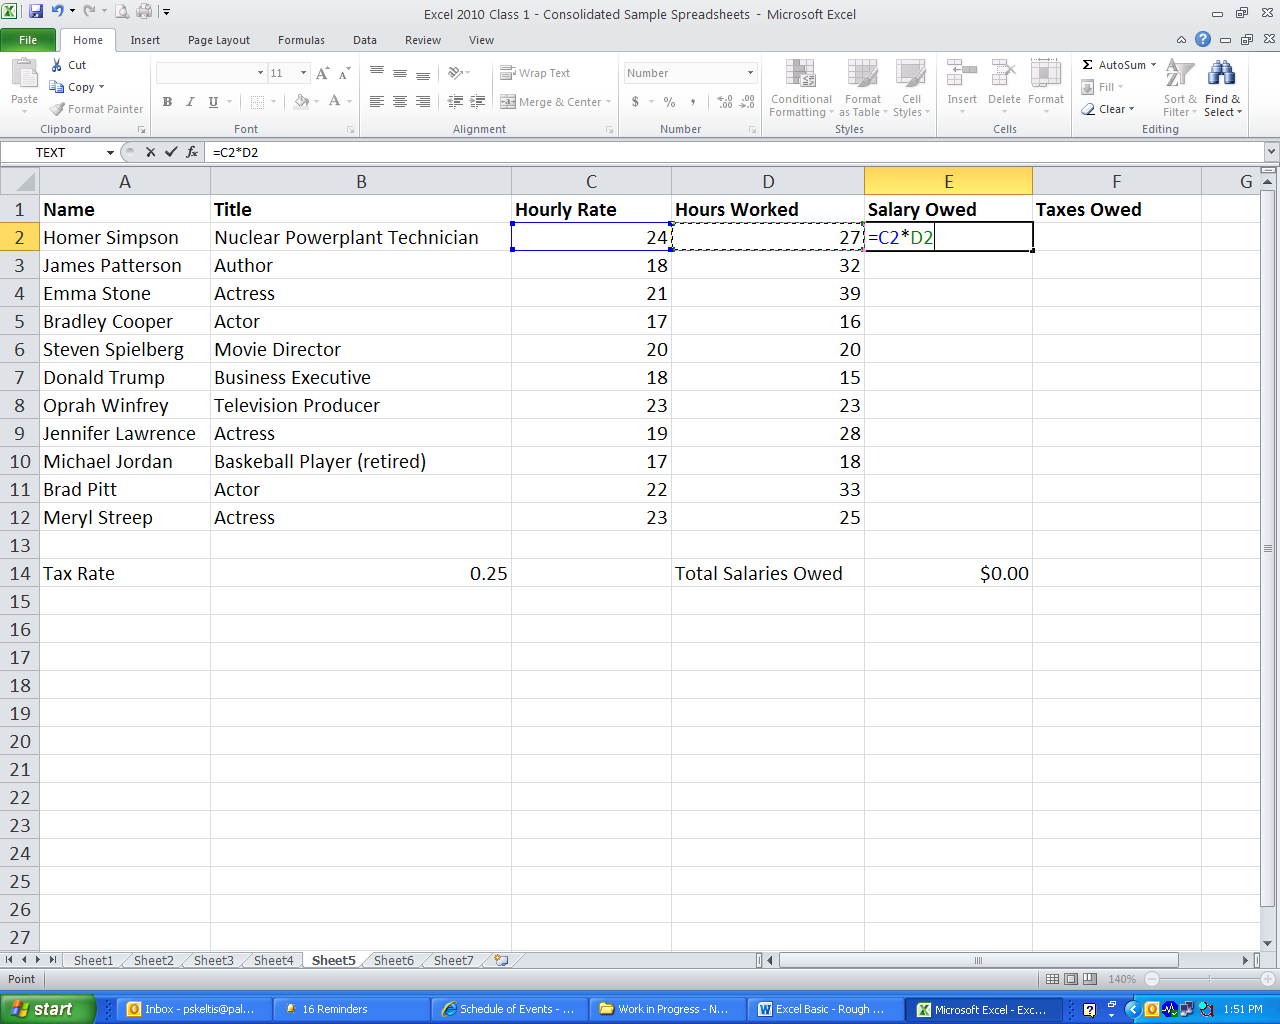 Excel 2010 Class 1 - Consolidated Sample Spreadsheets - Microsoft Excel
File Home Insert Page Layout Formulas Data Review View
Paste Cut Copy Format Painter Clipboard
11 A A B I U A Font
Wrap Text Merge & Center Alignment
Number $ % , .00 .0 Number
Conditional Formatting Format as Table Cell Styles Styles
Insert Delete Format Cells
Σ AutoSum Fill Clear Sort & Filter Find & Select Editing
TEXT fx =C2*D2
A B C D E F G
1 Name Title Hourly Rate Hours Worked Salary Owed Taxes Owed
2 Homer Simpson Nuclear Powerplant Technician 24 27 =C2*D2
3 James Patterson Author 18 32
4 Emma Stone Actress 21 39
5 Bradley Cooper Actor 17 16
6 Steven Spielberg Movie Director 20 20
7 Donald Trump Business Executive 18 15
8 Oprah Winfrey Television Producer 23 23
9 Jennifer Lawrence Actress 19 28
10 Michael Jordan Baskeball Player (retired) 17 18
11 Brad Pitt Actor 22 33
12 Meryl Streep Actress 23 25
13
14 Tax Rate 0.25 Total Salaries Owed $0.00
15
16
17
18
19
20
21
22
23
24
25
26
27
Sheet1 Sheet2 Sheet3 Sheet4 Sheet5 Sheet6 Sheet7
Point 140%
start Inbox - pskeltis@pal... 16 Reminders Schedule of Events - ... Work in Progress - N... Excel Basic - Rough ... Microsoft Excel - Exc... 1:51 PM